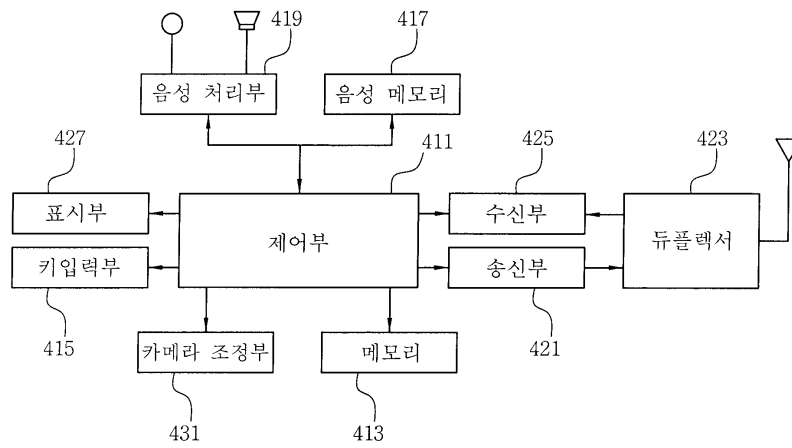 419
417
음성 처리부
음성 메모리
427
411
425
423
표시부
제어부
수신부
듀플렉서
키입력부
송신부
415
카메라 조정부
메모리
421
431
413